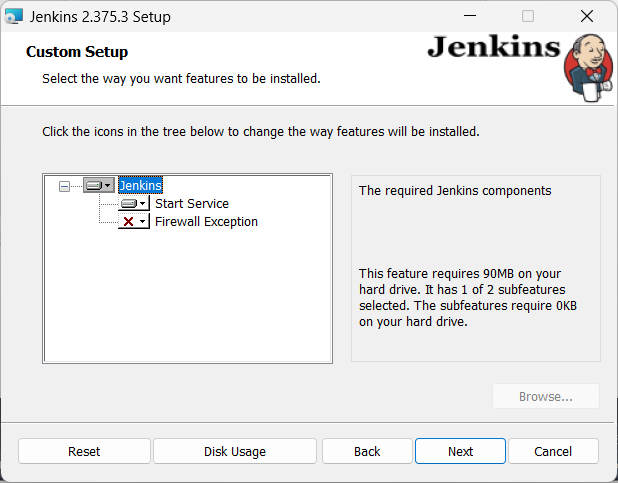 Jenkins 2.375.3 Setup
Custom Setup
Jenkins
Select the way you want features to be installed.
Click the icons in the tree below to change the way features will be installed.
Jenkins
Start Service
Firewall Exception
The required Jenkins components
This feature requires 90MB on your
hard drive. It has 1 of 2 subfeatures
selected. The subfeatures require 0KB
on your hard drive.
Browse...
Reset
Disk Usage
Back
Next
Cancel